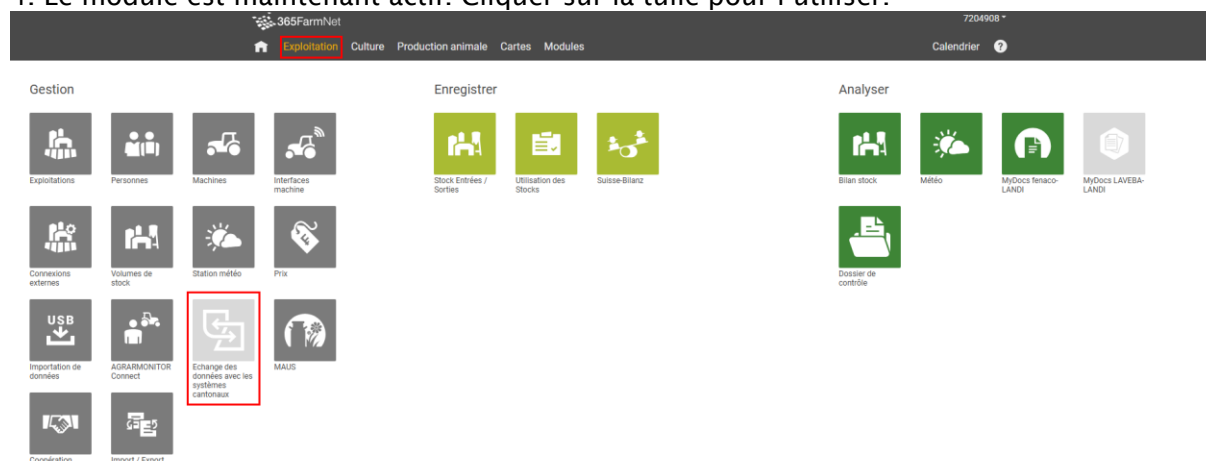 4. Le module est maintenant actif. Cliquer sur la tuile pour l'utiliser.
365FarmNet
7204908
Exploitation Culture Production animale Cartes Modules
Calendrier ?
Gestion
Enregistrer
Analyser
Exploitations
Personnes
Machines
Interfaces
machine
Stock Entrées /
Sorties
Utilisation des
Stocks
Suisse-Bilanz
Bilan stock
Météo
MyDocs fenaco-
LANDI
MyDocs LAVEBA-
LANDI
Connexions
externes
Volumes de
stock
Station météo
Fr
Prix
Dossier de
contrôle
USB
Importation de
données
AGRARMONITOR
Connect
Echange des
données avec les
systèmes
cantonaux
MAUS
Coopération
Import / Export